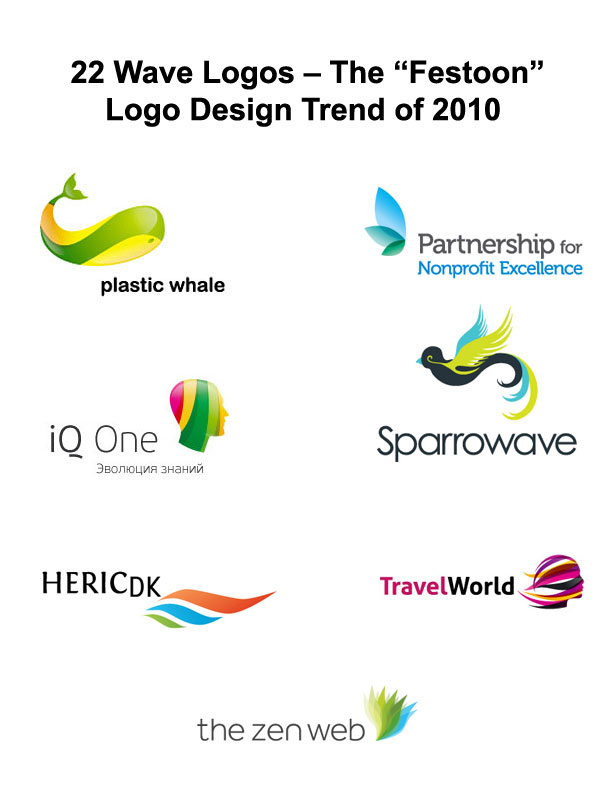 22 Wave Logos – The “Festoon”
Logo Design Trend of 2010
plastic whale
Partnership for
Nonprofit Excellence
iQ One
Эволюция знаний
Sparrowave
HERICDK
TravelWorld
the zen web